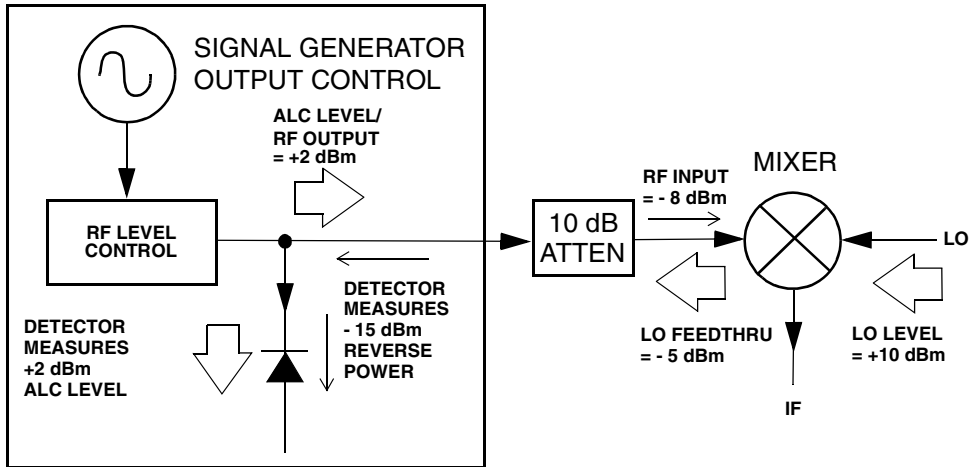 SIGNAL GENERATOR
OUTPUT CONTROL
ALC LEVEL/
RF OUTPUT
= +2 dBm
RF LEVEL
CONTROL
DETECTOR
MEASURES
+2 dBm
ALC LEVEL
DETECTOR
MEASURES
- 15 dBm
REVERSE
POWER
10 dB
ATTEN
RF INPUT
= - 8 dBm
MIXER
LO
LO FEEDTHRU
= - 5 dBm
LO LEVEL
= +10 dBm
IF